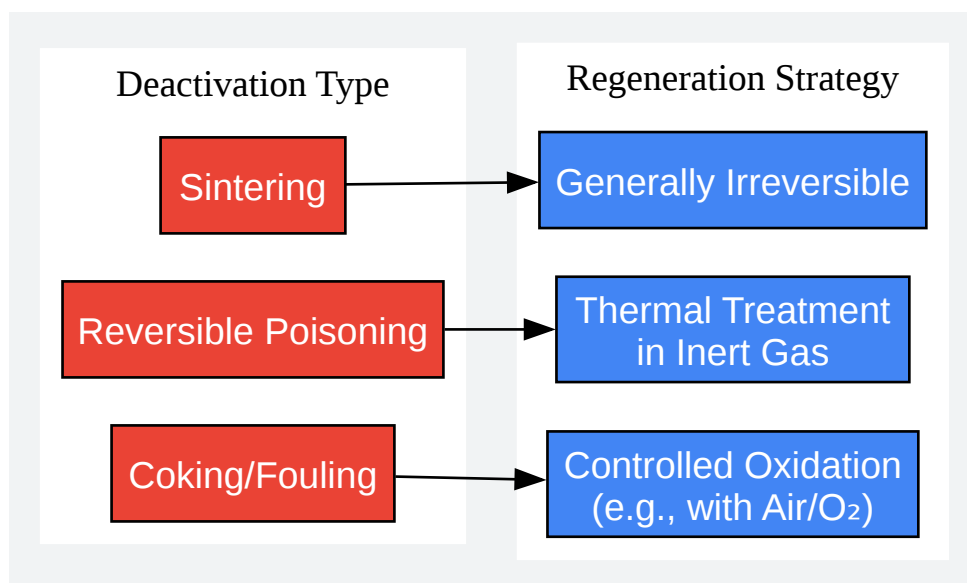 Deactivation Type
Sintering
Reversible Poisoning
Coking/Fouling
Regeneration Strategy
Generally Irreversible
Thermal Treatment
in Inert Gas
Controlled Oxidation
(e.g., with Air/O₂)